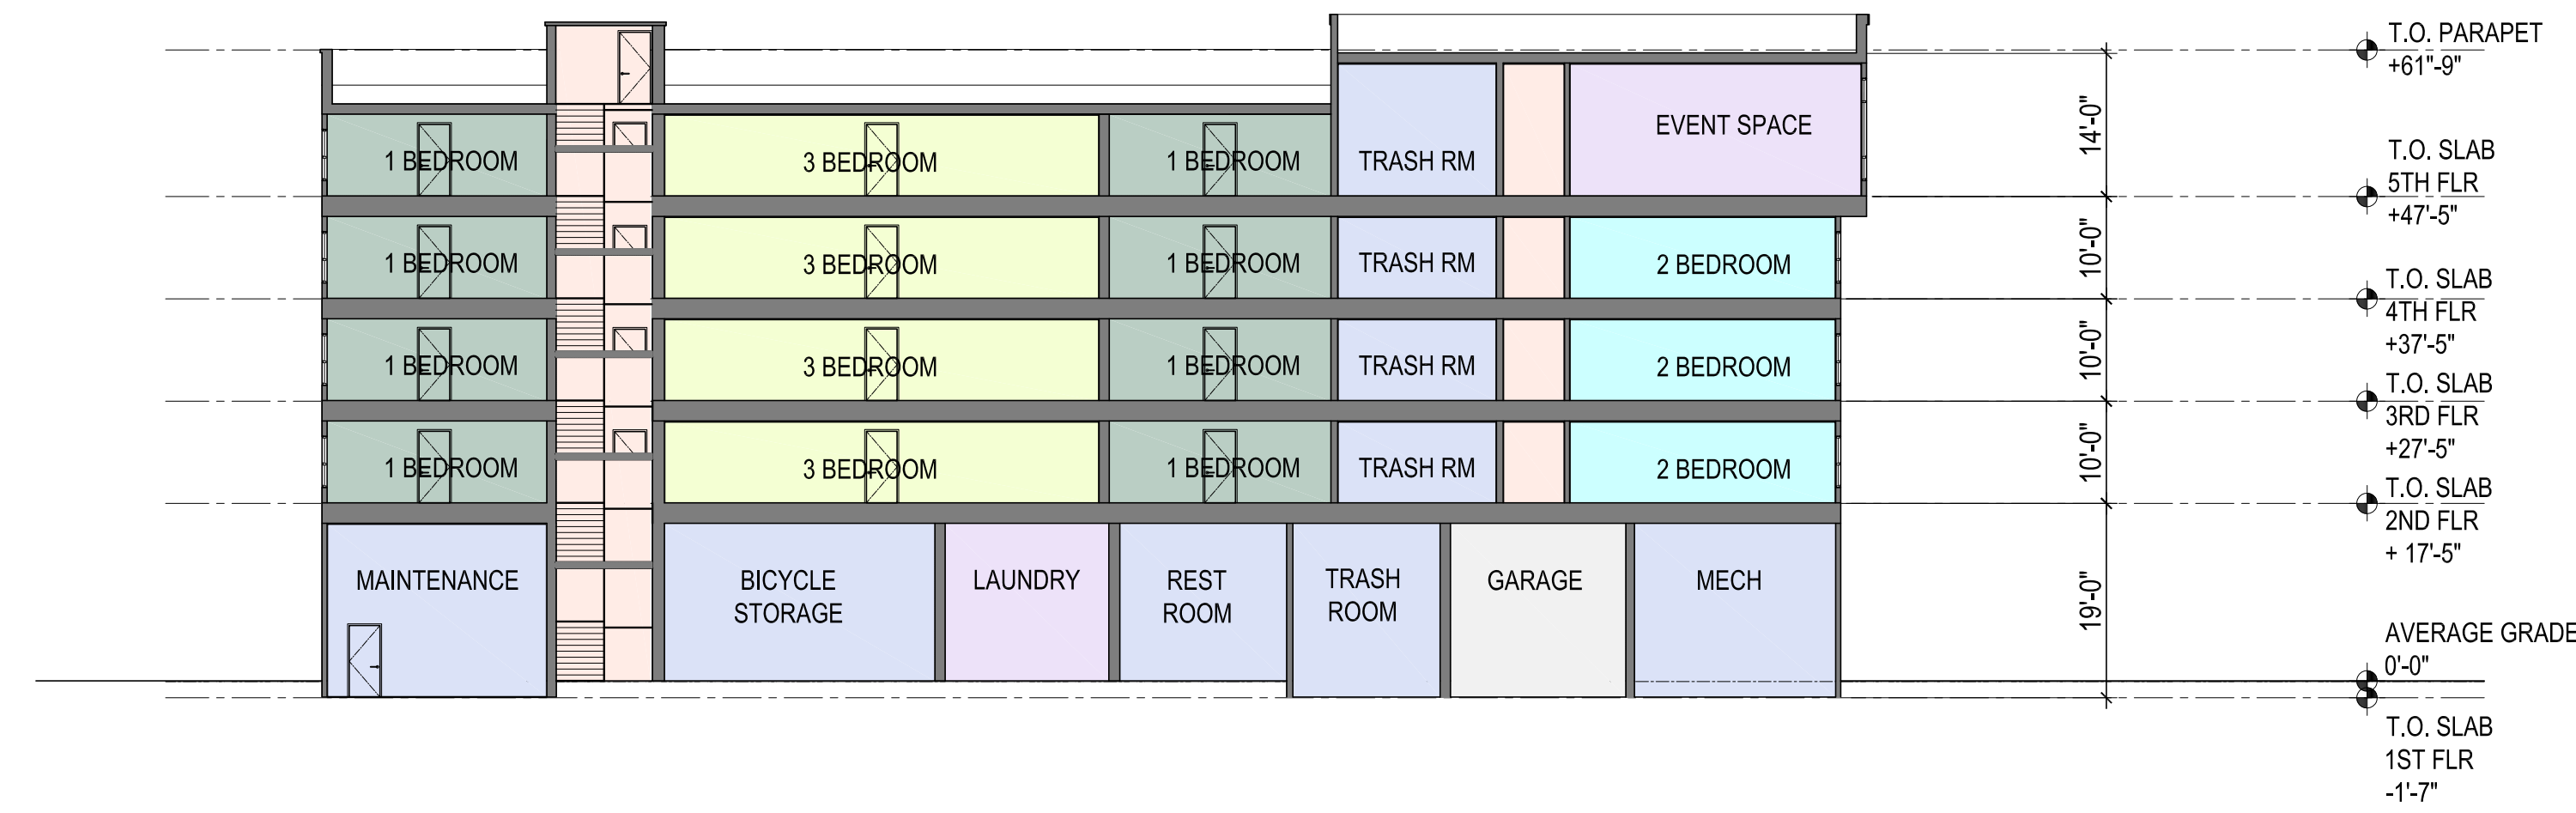 T.O. PARAPET
+61"-9"
14'-0"
EVENT SPACE
1 BEDROOM
3 BEDROOM
1 BEDROOM
TRASH RM
T.O. SLAB
5TH FLR
+47'-5"
10'-0"
1 BEDROOM
3 BEDROOM
1 BEDROOM
TRASH RM
2 BEDROOM
T.O. SLAB
4TH FLR
+37'-5"
10'-0"
1 BEDROOM
3 BEDROOM
1 BEDROOM
TRASH RM
2 BEDROOM
T.O. SLAB
3RD FLR
+27'-5"
10'-0"
1 BEDROOM
3 BEDROOM
1 BEDROOM
TRASH RM
2 BEDROOM
T.O. SLAB
2ND FLR
+ 17'-5"
19'-0"
MAINTENANCE
BICYCLE
STORAGE
LAUNDRY
REST
ROOM
TRASH
ROOM
GARAGE
MECH
AVERAGE GRADE
0'-0"
T.O. SLAB
1ST FLR
-1'-7"